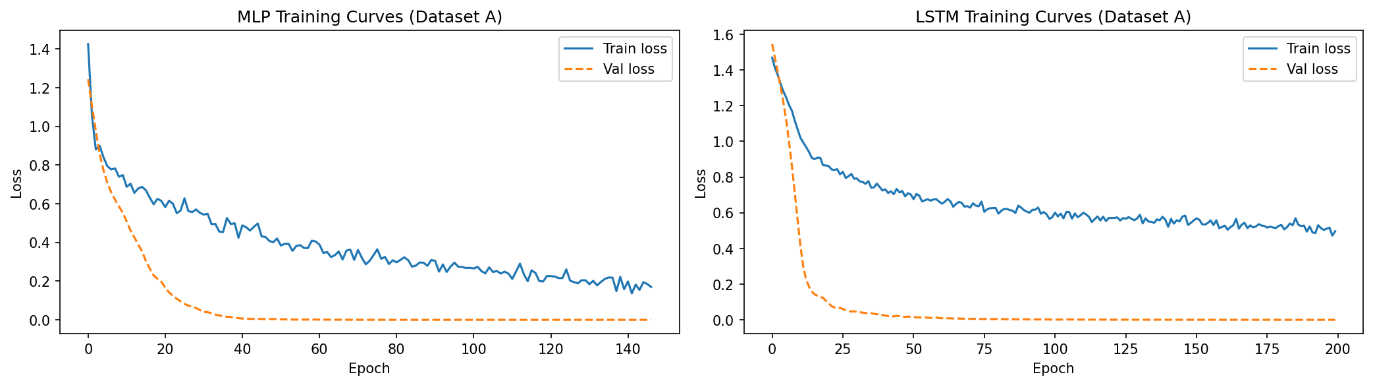 MLP Training Curves (Dataset A)
1.4
1.2
1.0
0.8
0.6
0.4
0.2
0.0
Loss
Train loss
Val loss
0 20 40 60 80 100 120 140
Epoch
LSTM Training Curves (Dataset A)
1.6
1.4
1.2
1.0
0.8
0.6
0.4
0.2
0.0
Loss
Train loss
Val loss
0 25 50 75 100 125 150 175 200
Epoch